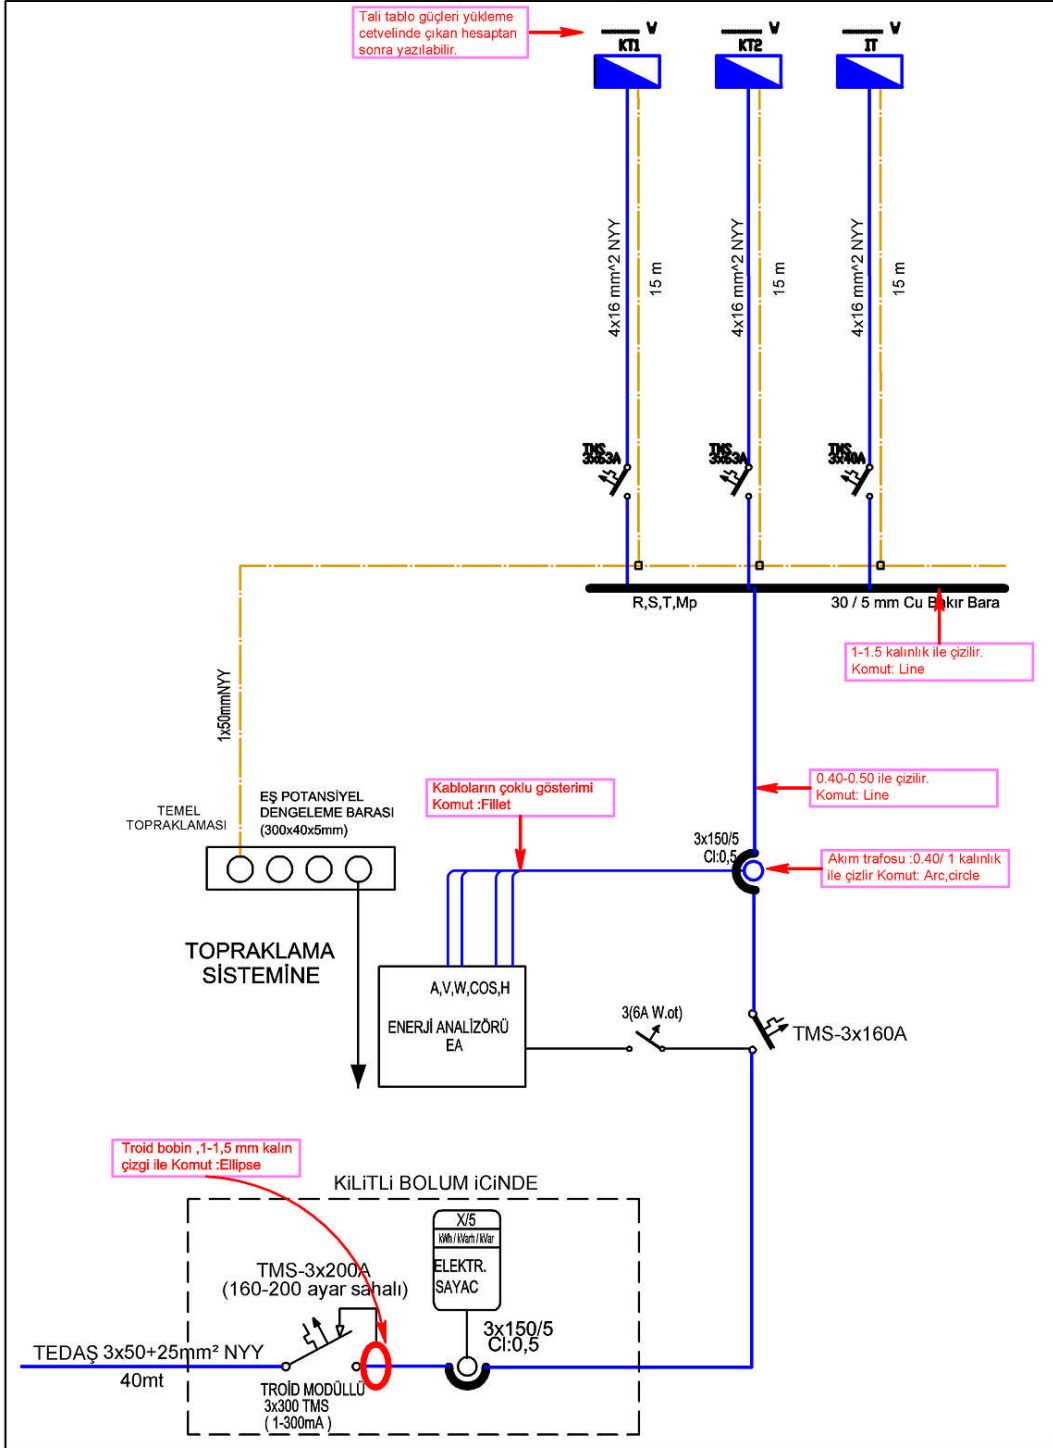 Tali tablo güçleri yükleme
cetvelinde çıkan hesaptan
sonra yazılabilir.
W
KT1
W
KT2
W
IT
4x16 mm^2 NYY
15 m
4x16 mm^2 NYY
15 m
4x16 mm^2 NYY
15 m
TMS
3x63A
TMS
3x63A
TMS
3x40A
R,S,T,Mp
30 / 5 mm Cu Bakır Bara
1-1.5 kalınlık ile çizilir.
Komut: Line
1x50mmNYY
0.40-0.50 ile çizilir.
Komut: Line
Kabloların çoklu gösterimi
Komut :Fillet
TEMEL
TOPRAKLAMASI
EŞ POTANSİYEL
DENGELEME BARASI
(300x40x5mm)
3x150/5
Cl:0,5
Akım trafosu :0.40/ 1 kalınlık
ile çizlir Komut: Arc,circle
TOPRAKLAMA
SİSTEMİNE
A,V,W,COS,H
ENERJİ ANALİZÖRÜ
EA
3(6A W.ot)
TMS-3x160A
Troid bobin ,1-1,5 mm kalın
çizgi ile Komut :Ellipse
KiLiTLi BOLUM iCiNDE
X/5
kWh / kVarh / kVar
ELEKTR.
SAYAC
TMS-3x200A
(160-200 ayar sahalı)
3x150/5
Cl:0,5
TEDAŞ 3x50+25mm² NYY
40mt
TROİD MODÜLLÜ
3x300 TMS
( 1-300mA )